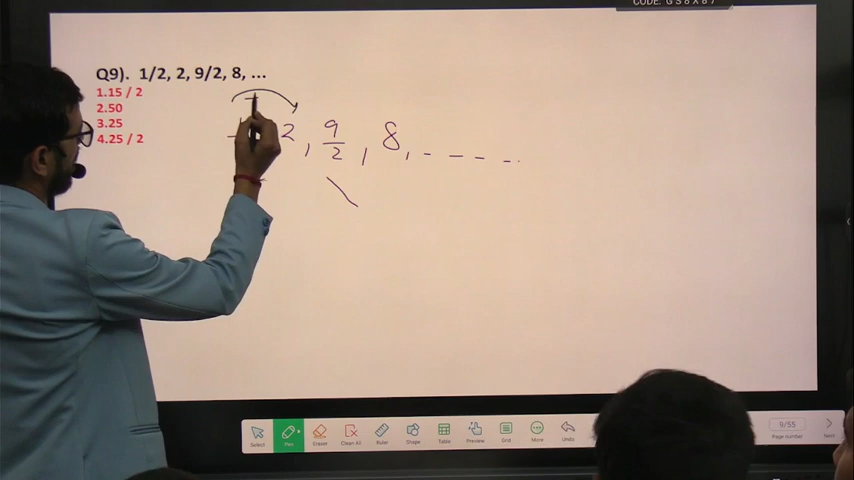 CODE: GS8X87
Q9). 1/2, 2, 9/2, 8, ...
1.15 / 2
2.50
3.25
4.25 / 2
2, 9/2, 8, - - - -
Select Pen Eraser Clean All Ruler Shape Table Preview Grid More Undo
9/55
Page number
Next